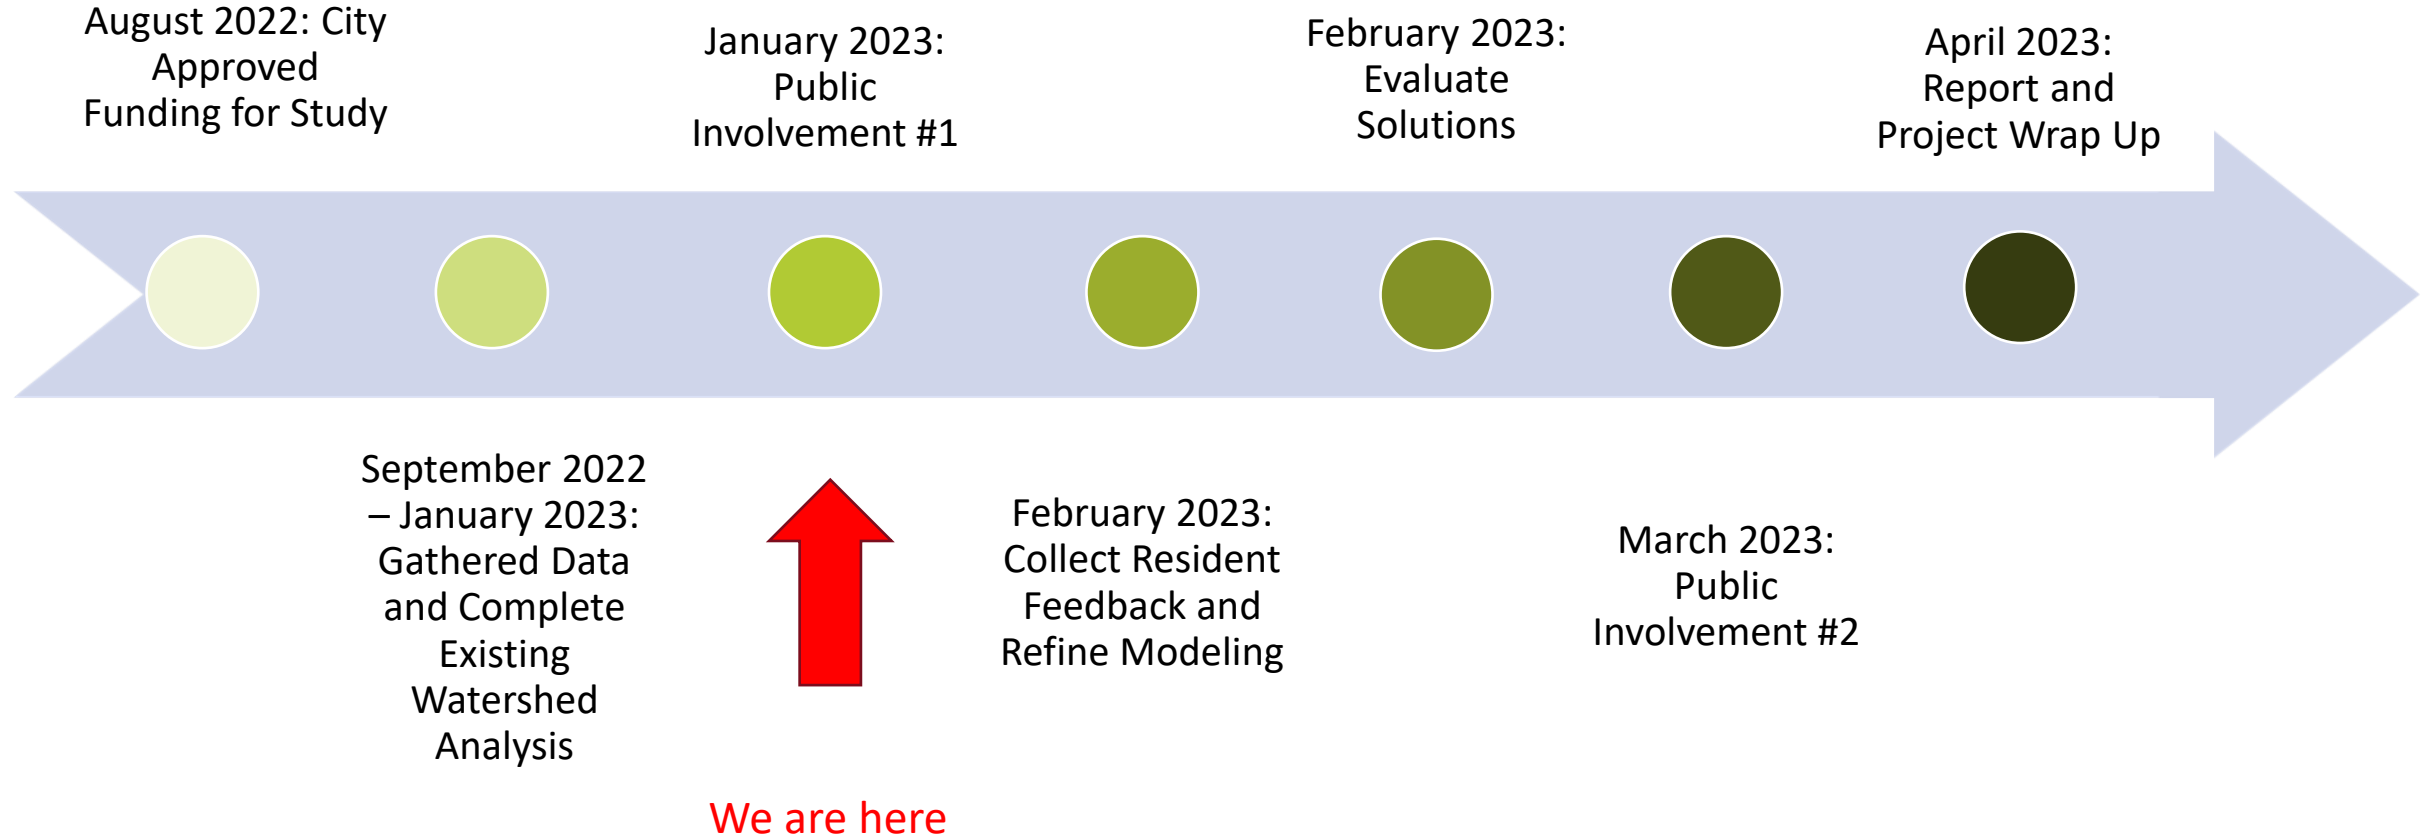 August 2022: City
Approved
Funding for Study
January 2023:
Public
Involvement #1
February 2023:
Evaluate
Solutions
April 2023:
Report and
Project Wrap Up
September 2022
– January 2023:
Gathered Data
and Complete
Existing
Watershed
Analysis
February 2023:
Collect Resident
Feedback and
Refine Modeling
March 2023:
Public
Involvement #2
We are here